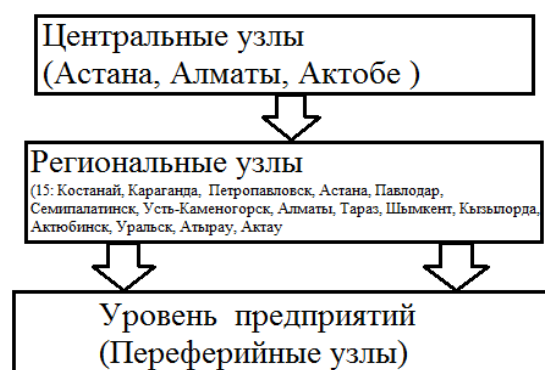 Центральные узлы
(Астана, Алматы, Актобе )
Региональные узлы
(15: Костанай, Караганда, Петропавловск, Астана, Павлодар,
Семипалатинск, Усть-Каменогорск, Алматы, Тараз, Шымкент, Кызылорда,
Актюбинск, Уральск, Атырау, Актау
Уровень предприятий
(Переферийные узлы)